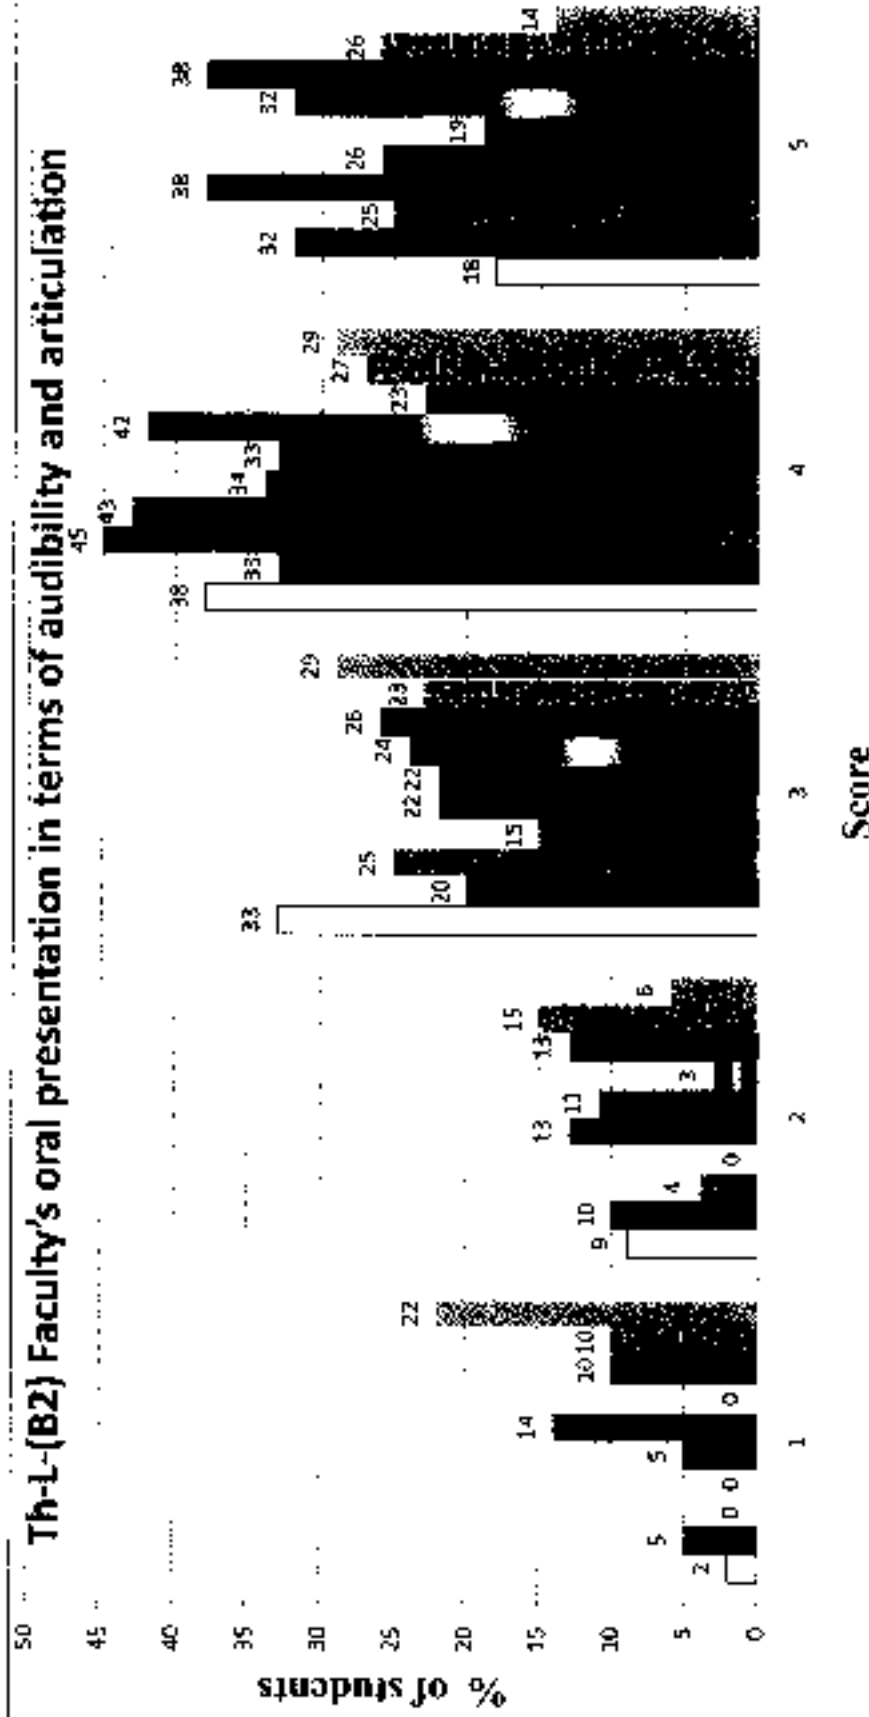 Th-L-(B2) Faculty's oral presentation in terms of audibility and articulation
50
45
40
35
30
25
20
15
10
5
0
% of students
2 5 0 0 5 14 0 10 10 22
9 10 4 0 13 11 3 13 15 6
33 20 25 15 22 22 24 26 23 29
38 33 45 43 34 33 42 23 27 29
18 32 25 38 26 19 32 38 26 14
1 2 3 4 5
Score